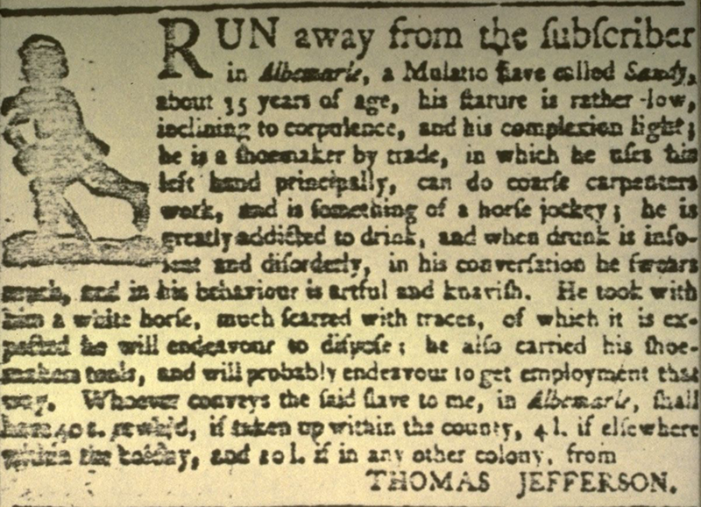 RUN away from the ſubſcriber
in Albemarle, a Mulatto ſlave called Sandy,
about 35 years of age, his ſtature is rather low,
inclining to corpulence, and his complexion light;
he is a ſhoemaker by trade, in which he uſes his
left hand principally, can do coarſe carpenters
work, and is ſomething of a horſe jockey; he is
greatly addicted to drink, and when drunk is inſo-
lent and diſorderly, in his converſation he ſwears
much, and in his behaviour is artful and knaviſh. He took with
him a white horſe, much ſcarred with traces, of which it is ex-
pected he will endeavour to diſpoſe; he alſo carried his ſhoe-
makers tools, and will probably endeavour to get employment that
way. Whoever conveys the ſaid ſlave to me, in Albemarle, ſhall
have 40 s. reward, if taken up within the county, 4 l. if elſewhere
within the colony, and 10 l. if in any other colony, from
THOMAS JEFFERSON.